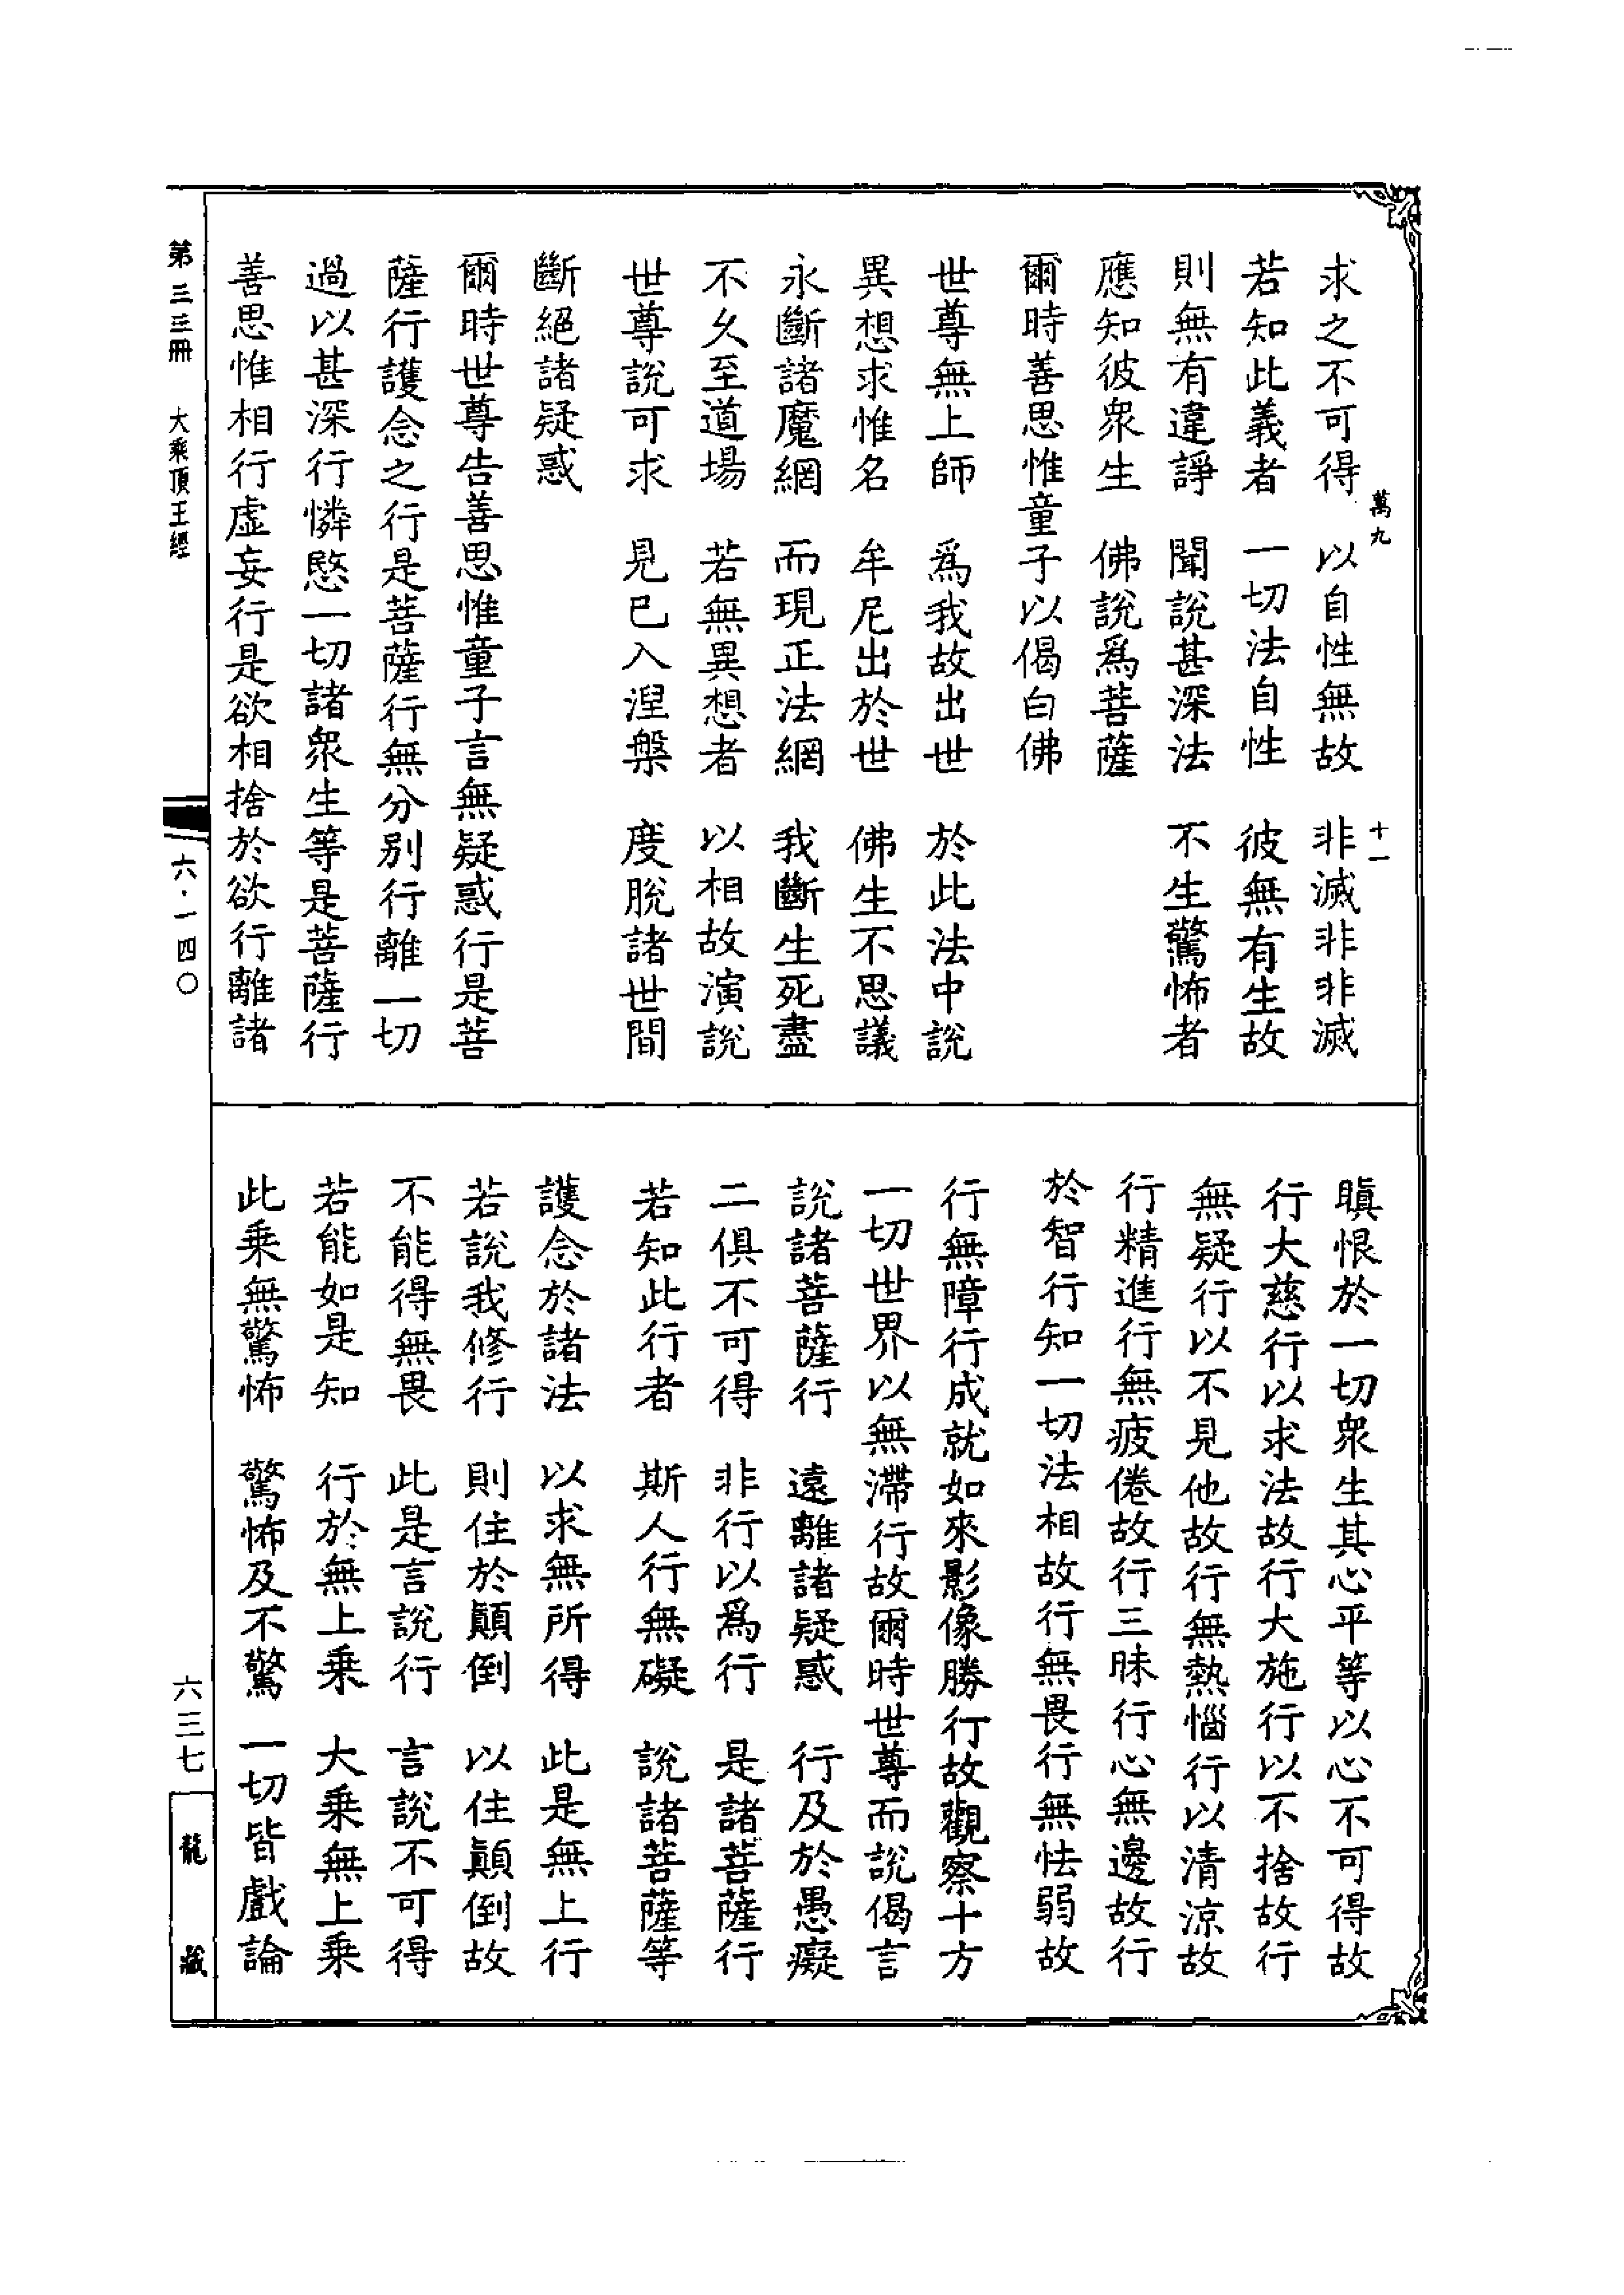 求之不可得　以自性無故　非滅非非滅
若知此義者　一切法自性　彼無有生故
則無有違諍　聞說甚深法　不生驚怖者
應知彼衆生　佛說爲菩薩
爾時善思惟童子以偈白佛
世尊無上師　爲我故出世　於此法中說
異想求惟名　牟尼出於世　佛生不思議
永斷諸魔網　而現正法網　我斷生死盡
不久至道場　若無異想者　以相故演說
世尊說可求　見已入涅槃　度脫諸世間
斷絕諸疑惑
爾時世尊告善思惟童子言無疑惑行是菩
薩行護念之行是菩薩行無分別行離一切
過以甚深行憐愍一切諸衆生等是菩薩行
善思惟相行虛妄行是欲相捨於欲行離諸
瞋恨於一切衆生其心平等以心不可得故
行大慈行以求法故行大施行以不捨故行
無疑行以不見他故行無熱惱行以清涼故
行精進行無疲倦故行三昧行心無邊故行
於智行知一切法相故行無畏行無怯弱故
行無障行成就如來影像勝行故觀察十方
一切世界以無滯行故爾時世尊而說偈言
說諸菩薩行　遠離諸疑惑　行及於愚癡
二俱不可得　非行以爲行　是諸菩薩行
若知此行者　斯人行無礙　說諸菩薩等
護念於諸法　以求無所得　此是無上行
若說我修行　則住於顚倒　以住顚倒故
不能得無畏　此是言說行　言說不可得
若能如是知　行於無上乘　大乘無上乘
此乘無驚怖　驚怖及不驚　一切皆戲論
萬九　十一
第三三冊　大乘頂王經　六·一四〇
六三七　龍藏